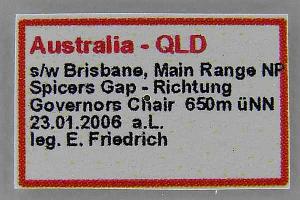 Australia - QLD
s/w Brisbane, Main Range NP
Spicers Gap - Richtung
Governors Chair 650m üNN
23.01.2006 a.L.
leg. E. Friedrich